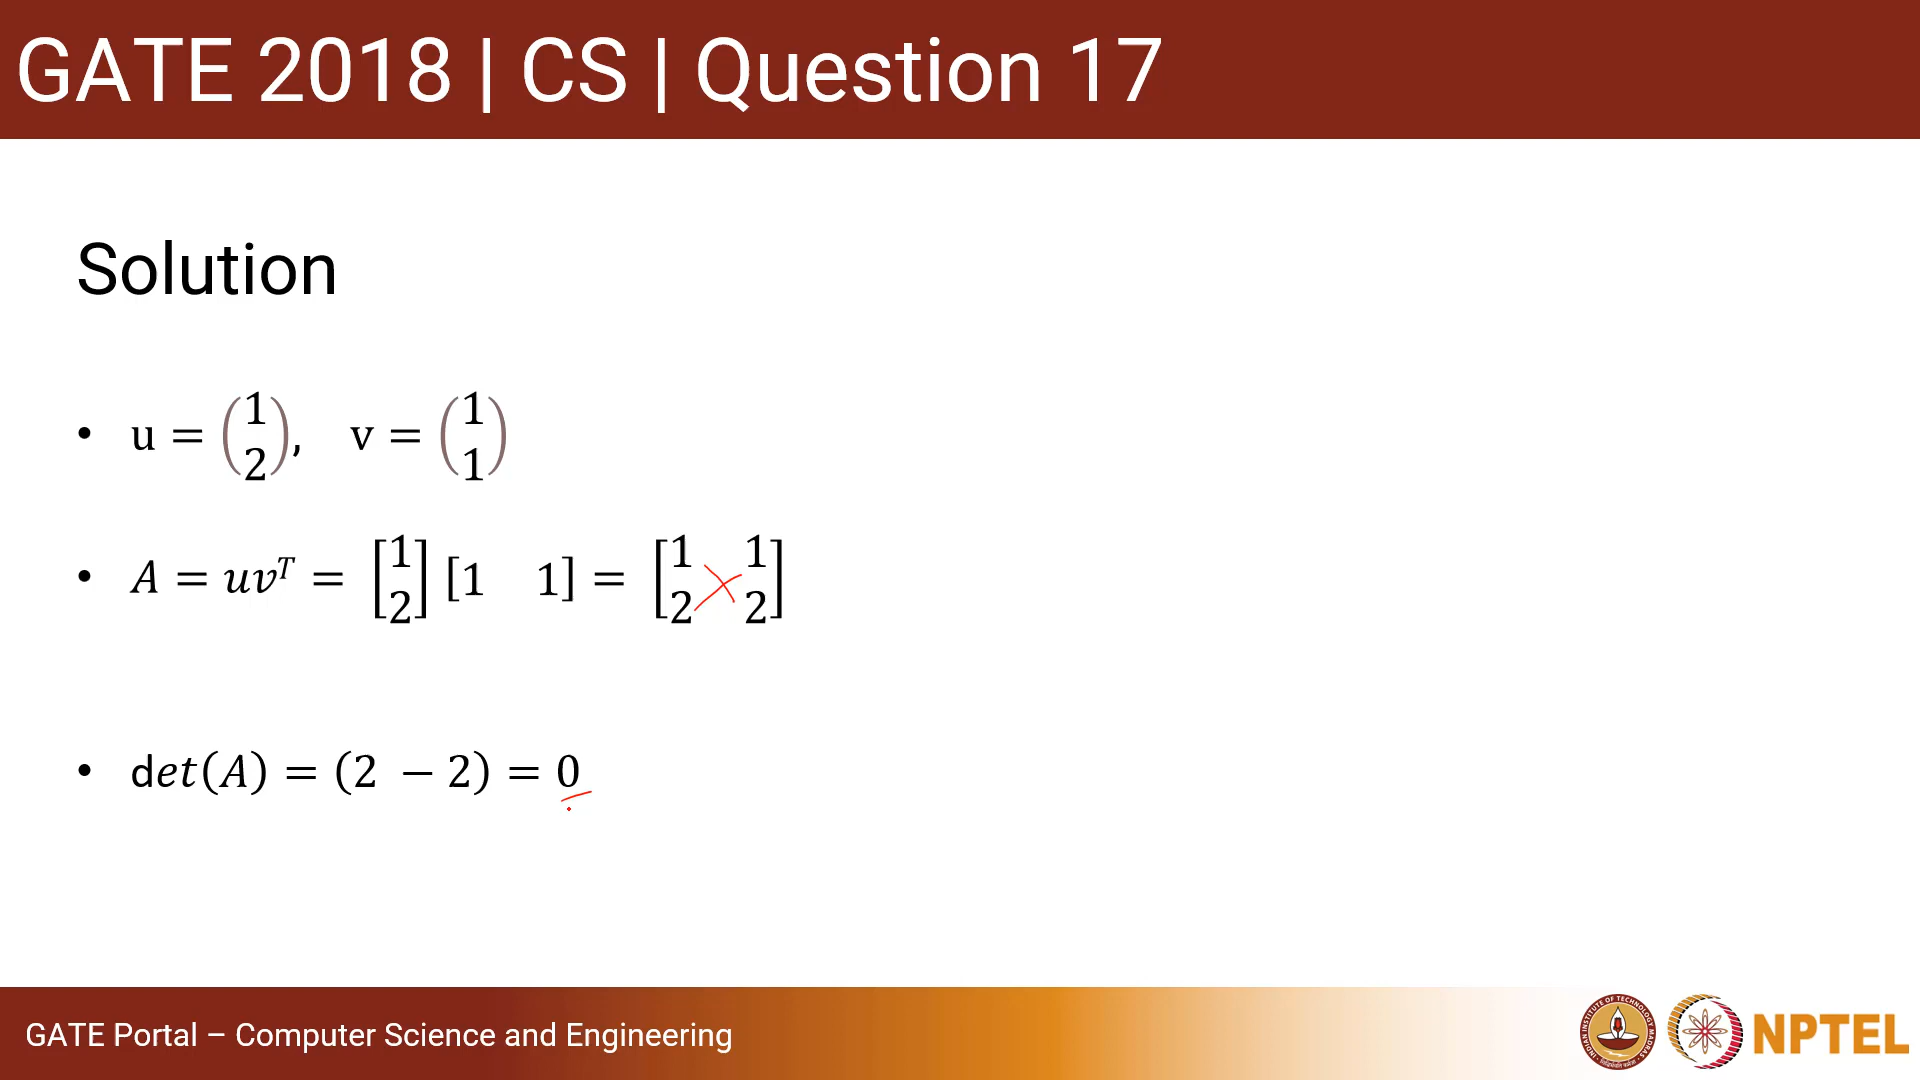 GATE 2018 | CS | Question 17
Solution
• u = (1 2), v = (1 1)
• A = uvᵀ = [1 2] [1 1] = [1 1 2 2]
• det(A) = (2 − 2) = 0
GATE Portal – Computer Science and Engineering
NPTEL